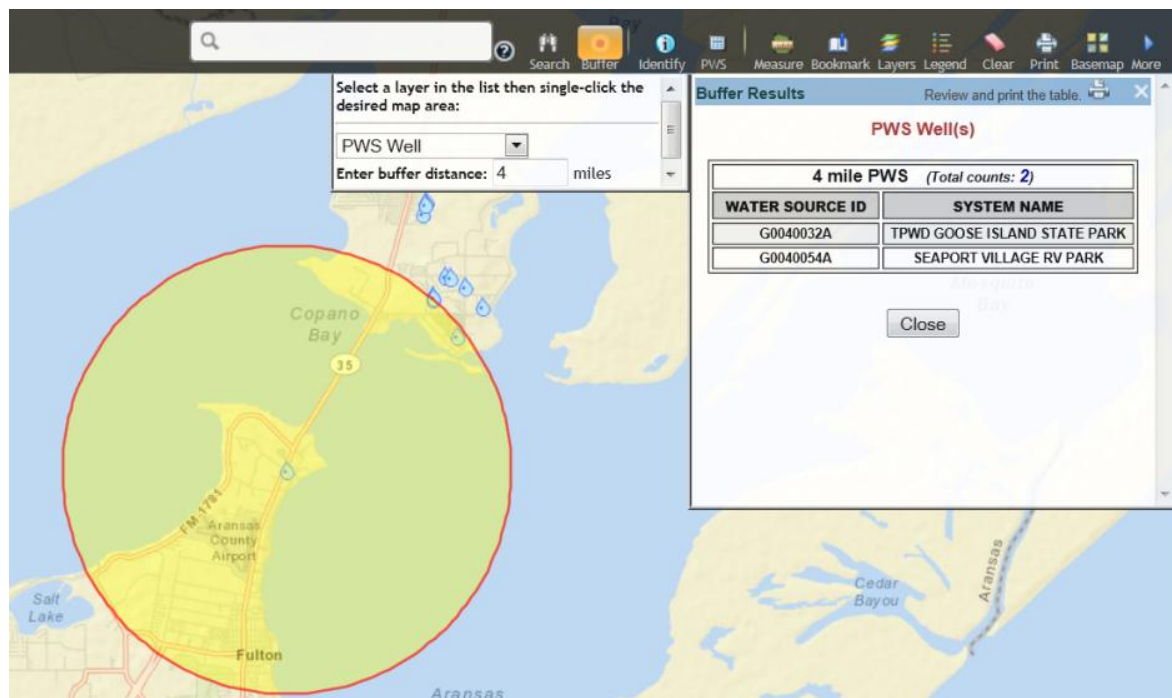 Bay
Search
Buffer
Identify
PWS
Measure
Bookmark
Layers
Legend
Clear
Print
Basemap
More
Select a layer in the list then single-click the
desired map area:
PWS Well
Enter buffer distance: 4 miles
Buffer Results
Review and print the table.
PWS Well(s)
4 mile PWS (Total counts: 2)
WATER SOURCE ID SYSTEM NAME
G0040032A TPWD GOOSE ISLAND STATE PARK
G0040054A SEAPORT VILLAGE RV PARK
Mesquite
Bay
Close
Copano
Bay
35
FM 1781
Aransas
County
Airport
Salt
Lake
Fulton
Cedar
Bayou
Aransas
Aransas